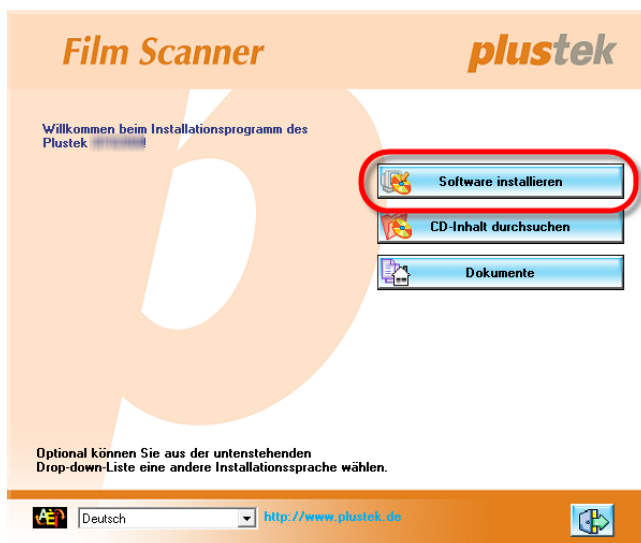 Film Scanner
plustek
Willkommen beim Installationsprogramm des
Plustek !
Software installieren
CD-Inhalt durchsuchen
Dokumente
Optional können Sie aus der untenstehenden
Drop-down-Liste eine andere Installationssprache wählen.
Deutsch
http://www.plustek.de